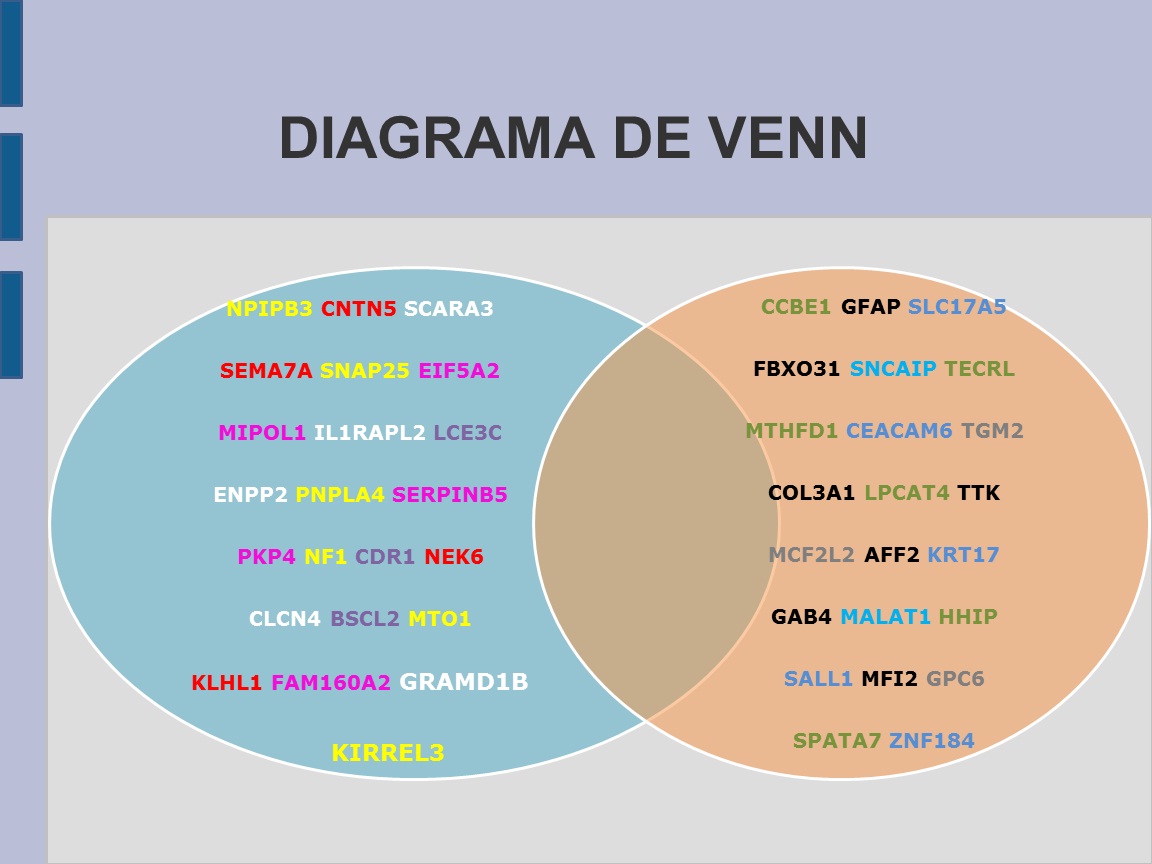 DIAGRAMA DE VENN
NPIPB3 CNTN5 SCARA3
SEMA7A SNAP25 EIF5A2
MIPOL1 IL1RAPL2 LCE3C
ENPP2 PNPLA4 SERPINB5
PKP4 NF1 CDR1 NEK6
CLCN4 BSCL2 MTO1
KLHL1 FAM160A2 GRAMD1B
KIRREL3
CCBE1 GFAP SLC17A5
FBXO31 SNCAIP TECRL
MTHFD1 CEACAM6 TGM2
COL3A1 LPCAT4 TTK
MCF2L2 AFF2 KRT17
GAB4 MALAT1 HHIP
SALL1 MFI2 GPC6
SPATA7 ZNF184